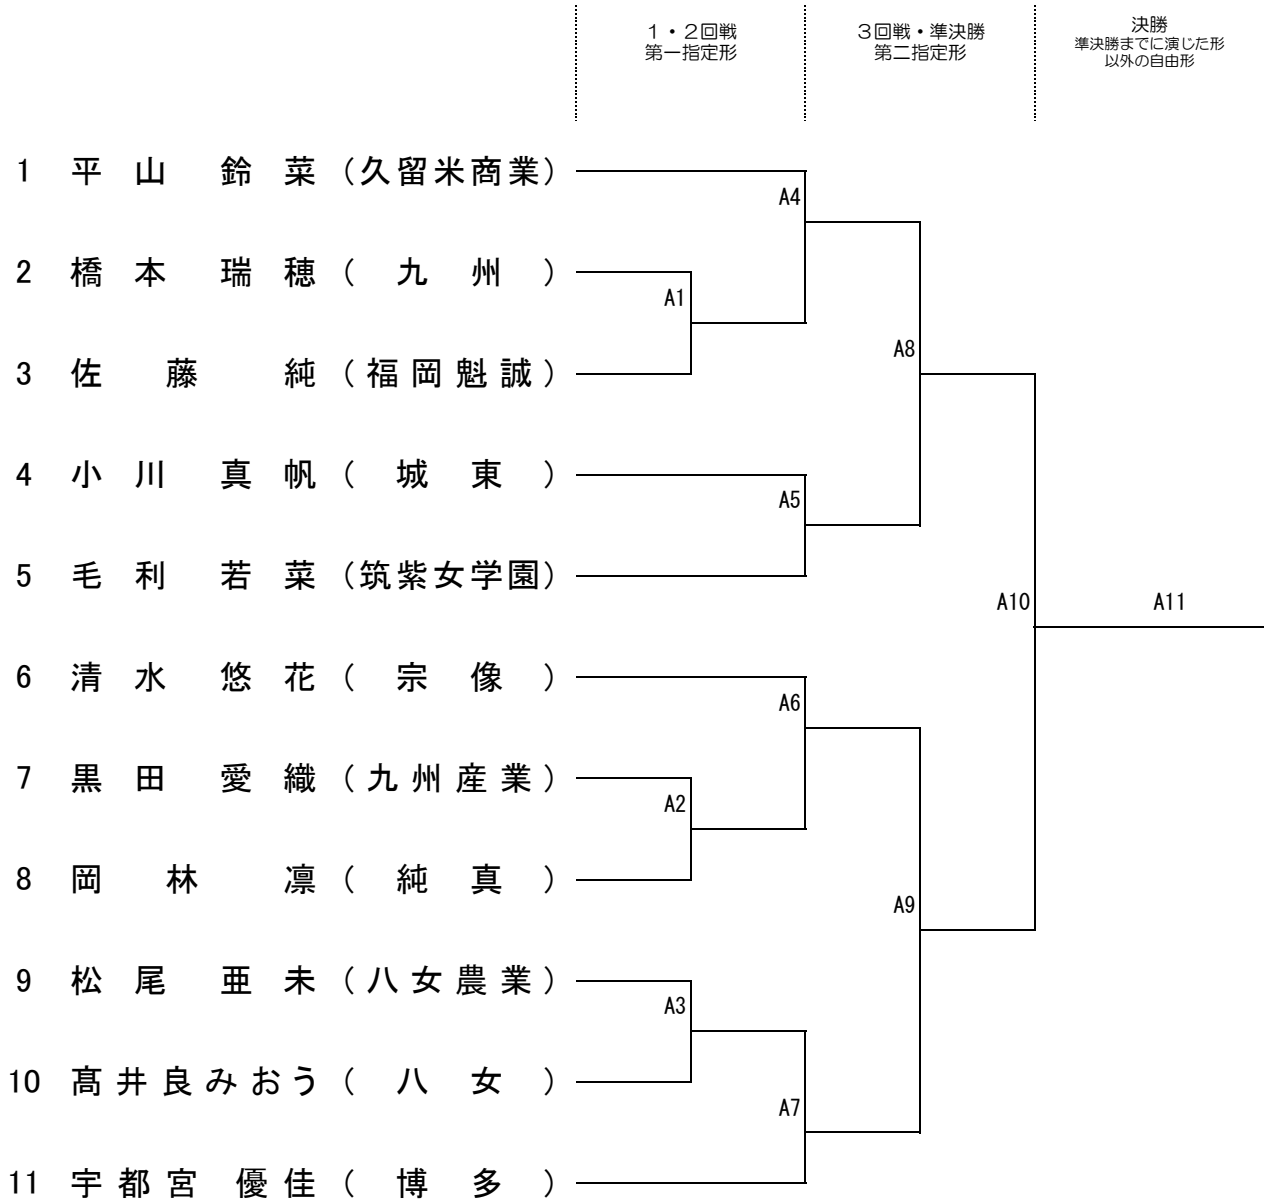 1・2回戦
第一指定形
3回戦・準決勝
第二指定形
決勝
準決勝までに演じた形
以外の自由形
1 平山 鈴菜 (久留米商業)
A4
2 橋本 瑞穂 ( 九州 )
A1
3 佐藤 純 (福岡魁誠)
A8
4 小川 真帆 ( 城東 )
A5
5 毛利 若菜 (筑紫女学園)
A10
A11
6 清水 悠花 ( 宗像 )
A6
7 黒田 愛織 (九州産業)
A2
8 岡林 凛 ( 純真 )
A9
9 松尾 亜未 (八女農業)
A3
10 髙井良みおう ( 八女 )
A7
11 宇都宮 優佳 ( 博多 )